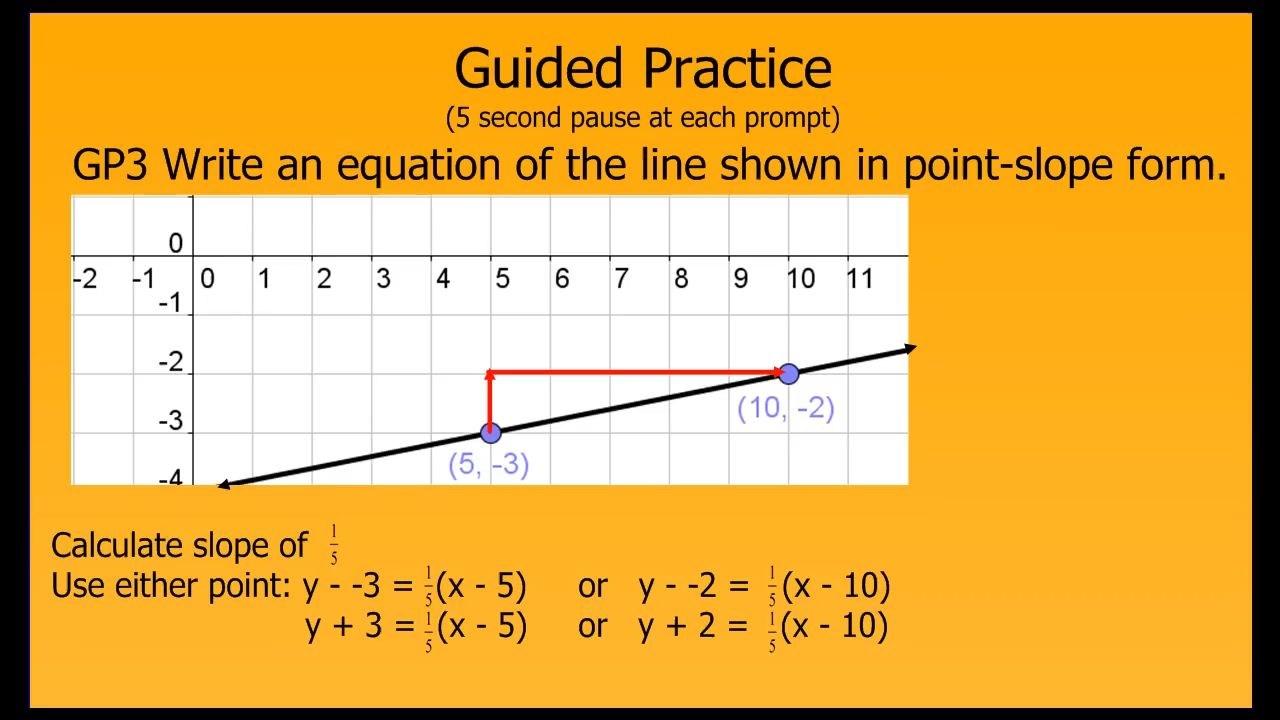 Guided Practice
(5 second pause at each prompt)
GP3 Write an equation of the line shown in point-slope form.
0
-2 -1 0 1 2 3 4 5 6 7 8 9 10 11
-1
-2
(10, -2)
-3
(5, -3)
-4
Calculate slope of 1/5
Use either point: y - -3 = 1/5(x - 5) or y - -2 = 1/5(x - 10)
y + 3 = 1/5(x - 5) or y + 2 = 1/5(x - 10)